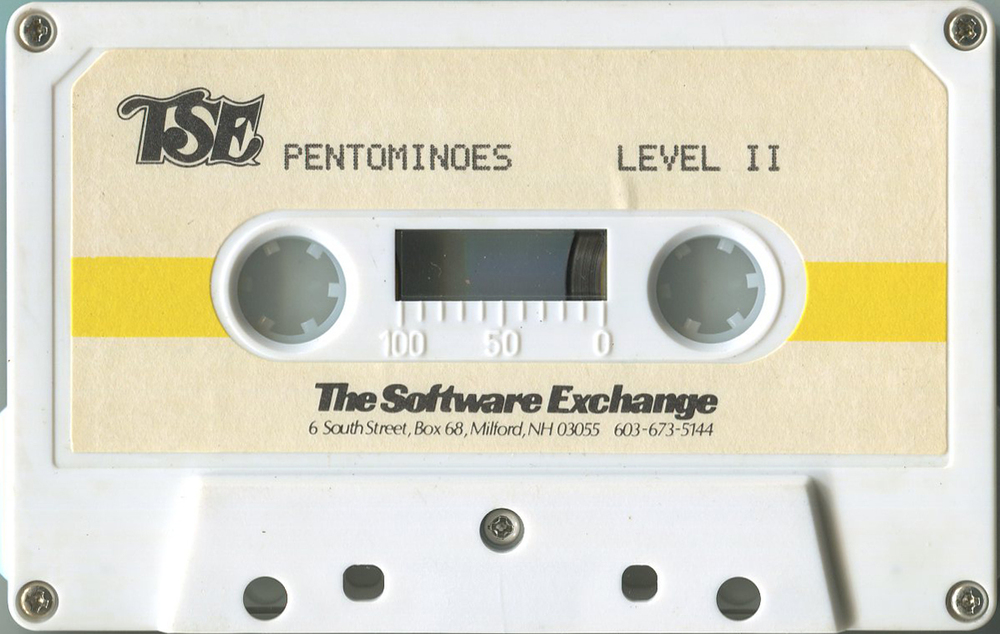 TSE
PENTOMINOES LEVEL II
100 50 0
The Software Exchange
6 South Street, Box 68, Milford, NH 03055 603-673-5144